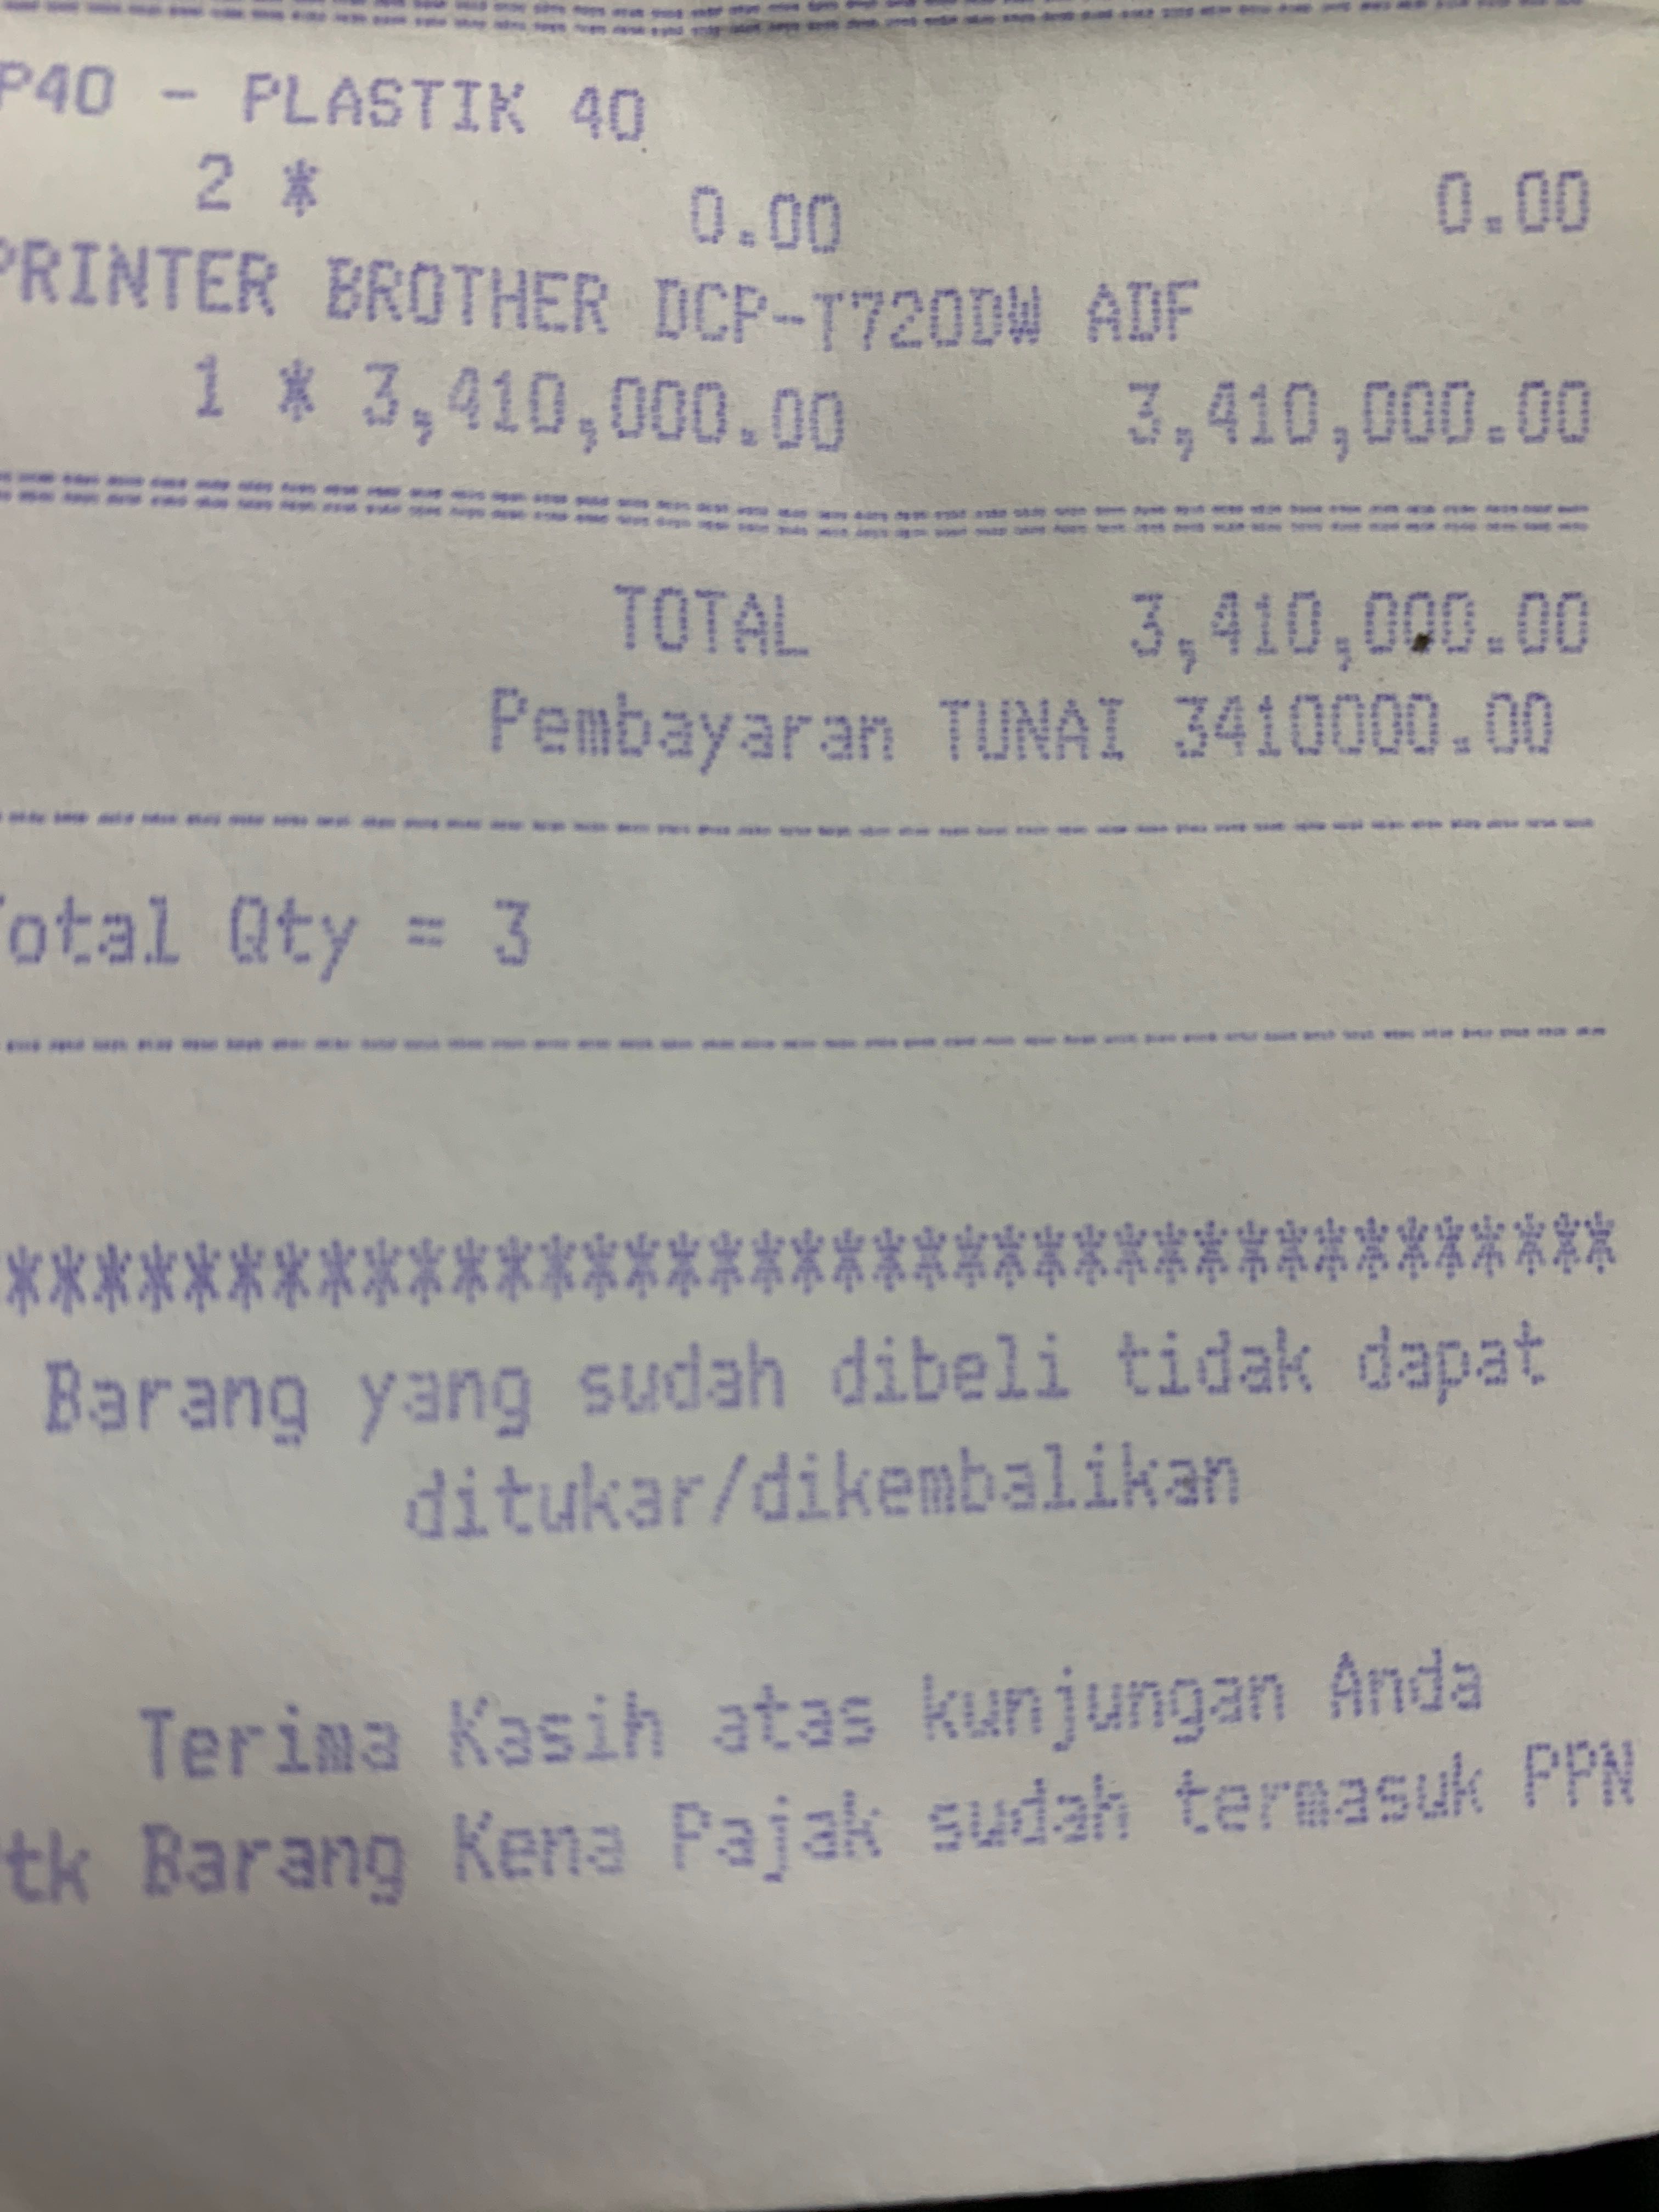 P40 - PLASTIK 40
2 * 0.00 0.00
PRINTER BROTHER DCP-T720DW ADF
1 * 3,410,000.00 3,410,000.00
TOTAL 3,410,000.00
Pembayaran TUNAI 3410000.00
Total Qty = 3
**************************************
Barang yang sudah dibeli tidak dapat
ditukar/dikembalikan
Terima Kasih atas kunjungan Anda
tk Barang Kena Pajak sudah termasuk PPN